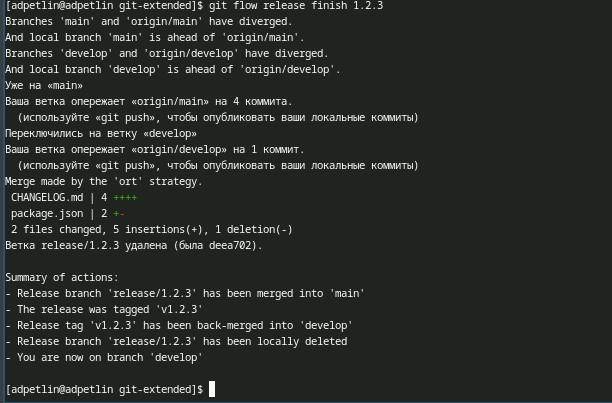 [adpetlin@adpetlin git-extended]$ git flow release finish 1.2.3
Branches 'main' and 'origin/main' have diverged.
And local branch 'main' is ahead of 'origin/main'.
Branches 'develop' and 'origin/develop' have diverged.
And local branch 'develop' is ahead of 'origin/develop'.
Уже на «main»
Ваша ветка опережает «origin/main» на 4 коммита.
  (используйте «git push», чтобы опубликовать ваши локальные коммиты)
Переключились на ветку «develop»
Ваша ветка опережает «origin/develop» на 1 коммит.
  (используйте «git push», чтобы опубликовать ваши локальные коммиты)
Merge made by the 'ort' strategy.
 CHANGELOG.md | 4 ++++
 package.json | 2 +-
 2 files changed, 5 insertions(+), 1 deletion(-)
Ветка release/1.2.3 удалена (была deea702).
Summary of actions:
- Release branch 'release/1.2.3' has been merged into 'main'
- The release was tagged 'v1.2.3'
- Release tag 'v1.2.3' has been back-merged into 'develop'
- Release branch 'release/1.2.3' has been locally deleted
- You are now on branch 'develop'
[adpetlin@adpetlin git-extended]$